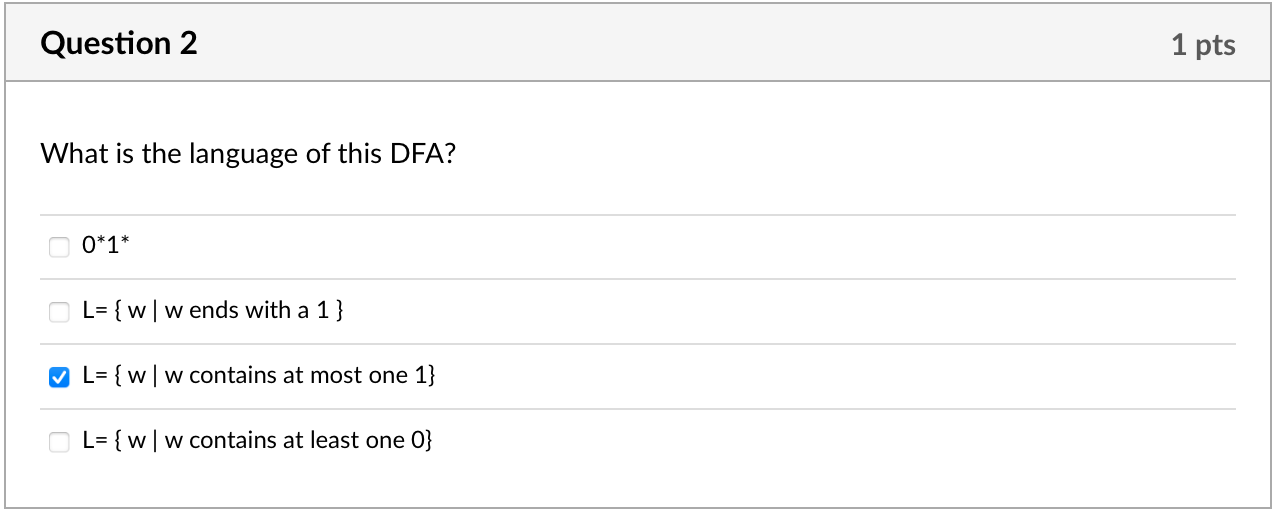 Question 2
1 pts
What is the language of this DFA?
0*1*
L= { w | w ends with a 1 }
L= { w | w contains at most one 1}
L= { w | w contains at least one 0}